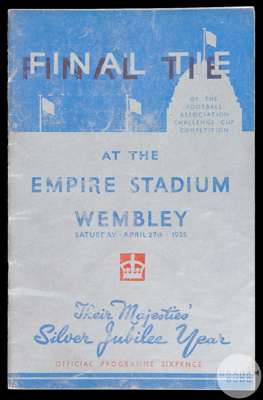 FINAL TIE
OF THE
FOOTBALL
ASSOCIATION
CHALLENGE CUP
COMPETITION
AT THE
EMPIRE STADIUM
WEMBLEY
SATURDAY · APRIL 27th · 1935
Their Majesties'
Silver Jubilee Year
OFFICIAL PROGRAMME SIXPENCE